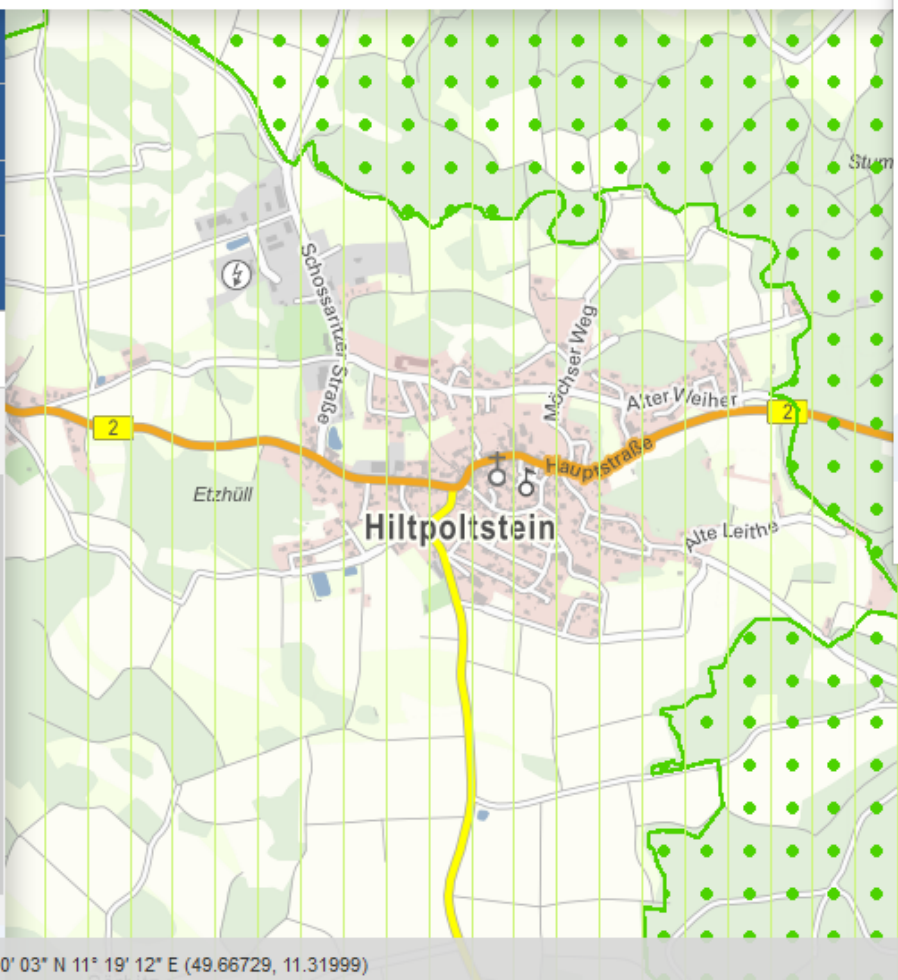 Stum
Schossaritzer Straße
Möchser Weg
Alter Weiher
2
2
Hauptstraße
Etzhüll
Hiltpoltstein
Alte Leithe
0' 03" N 11° 19' 12" E (49.66729, 11.31999)